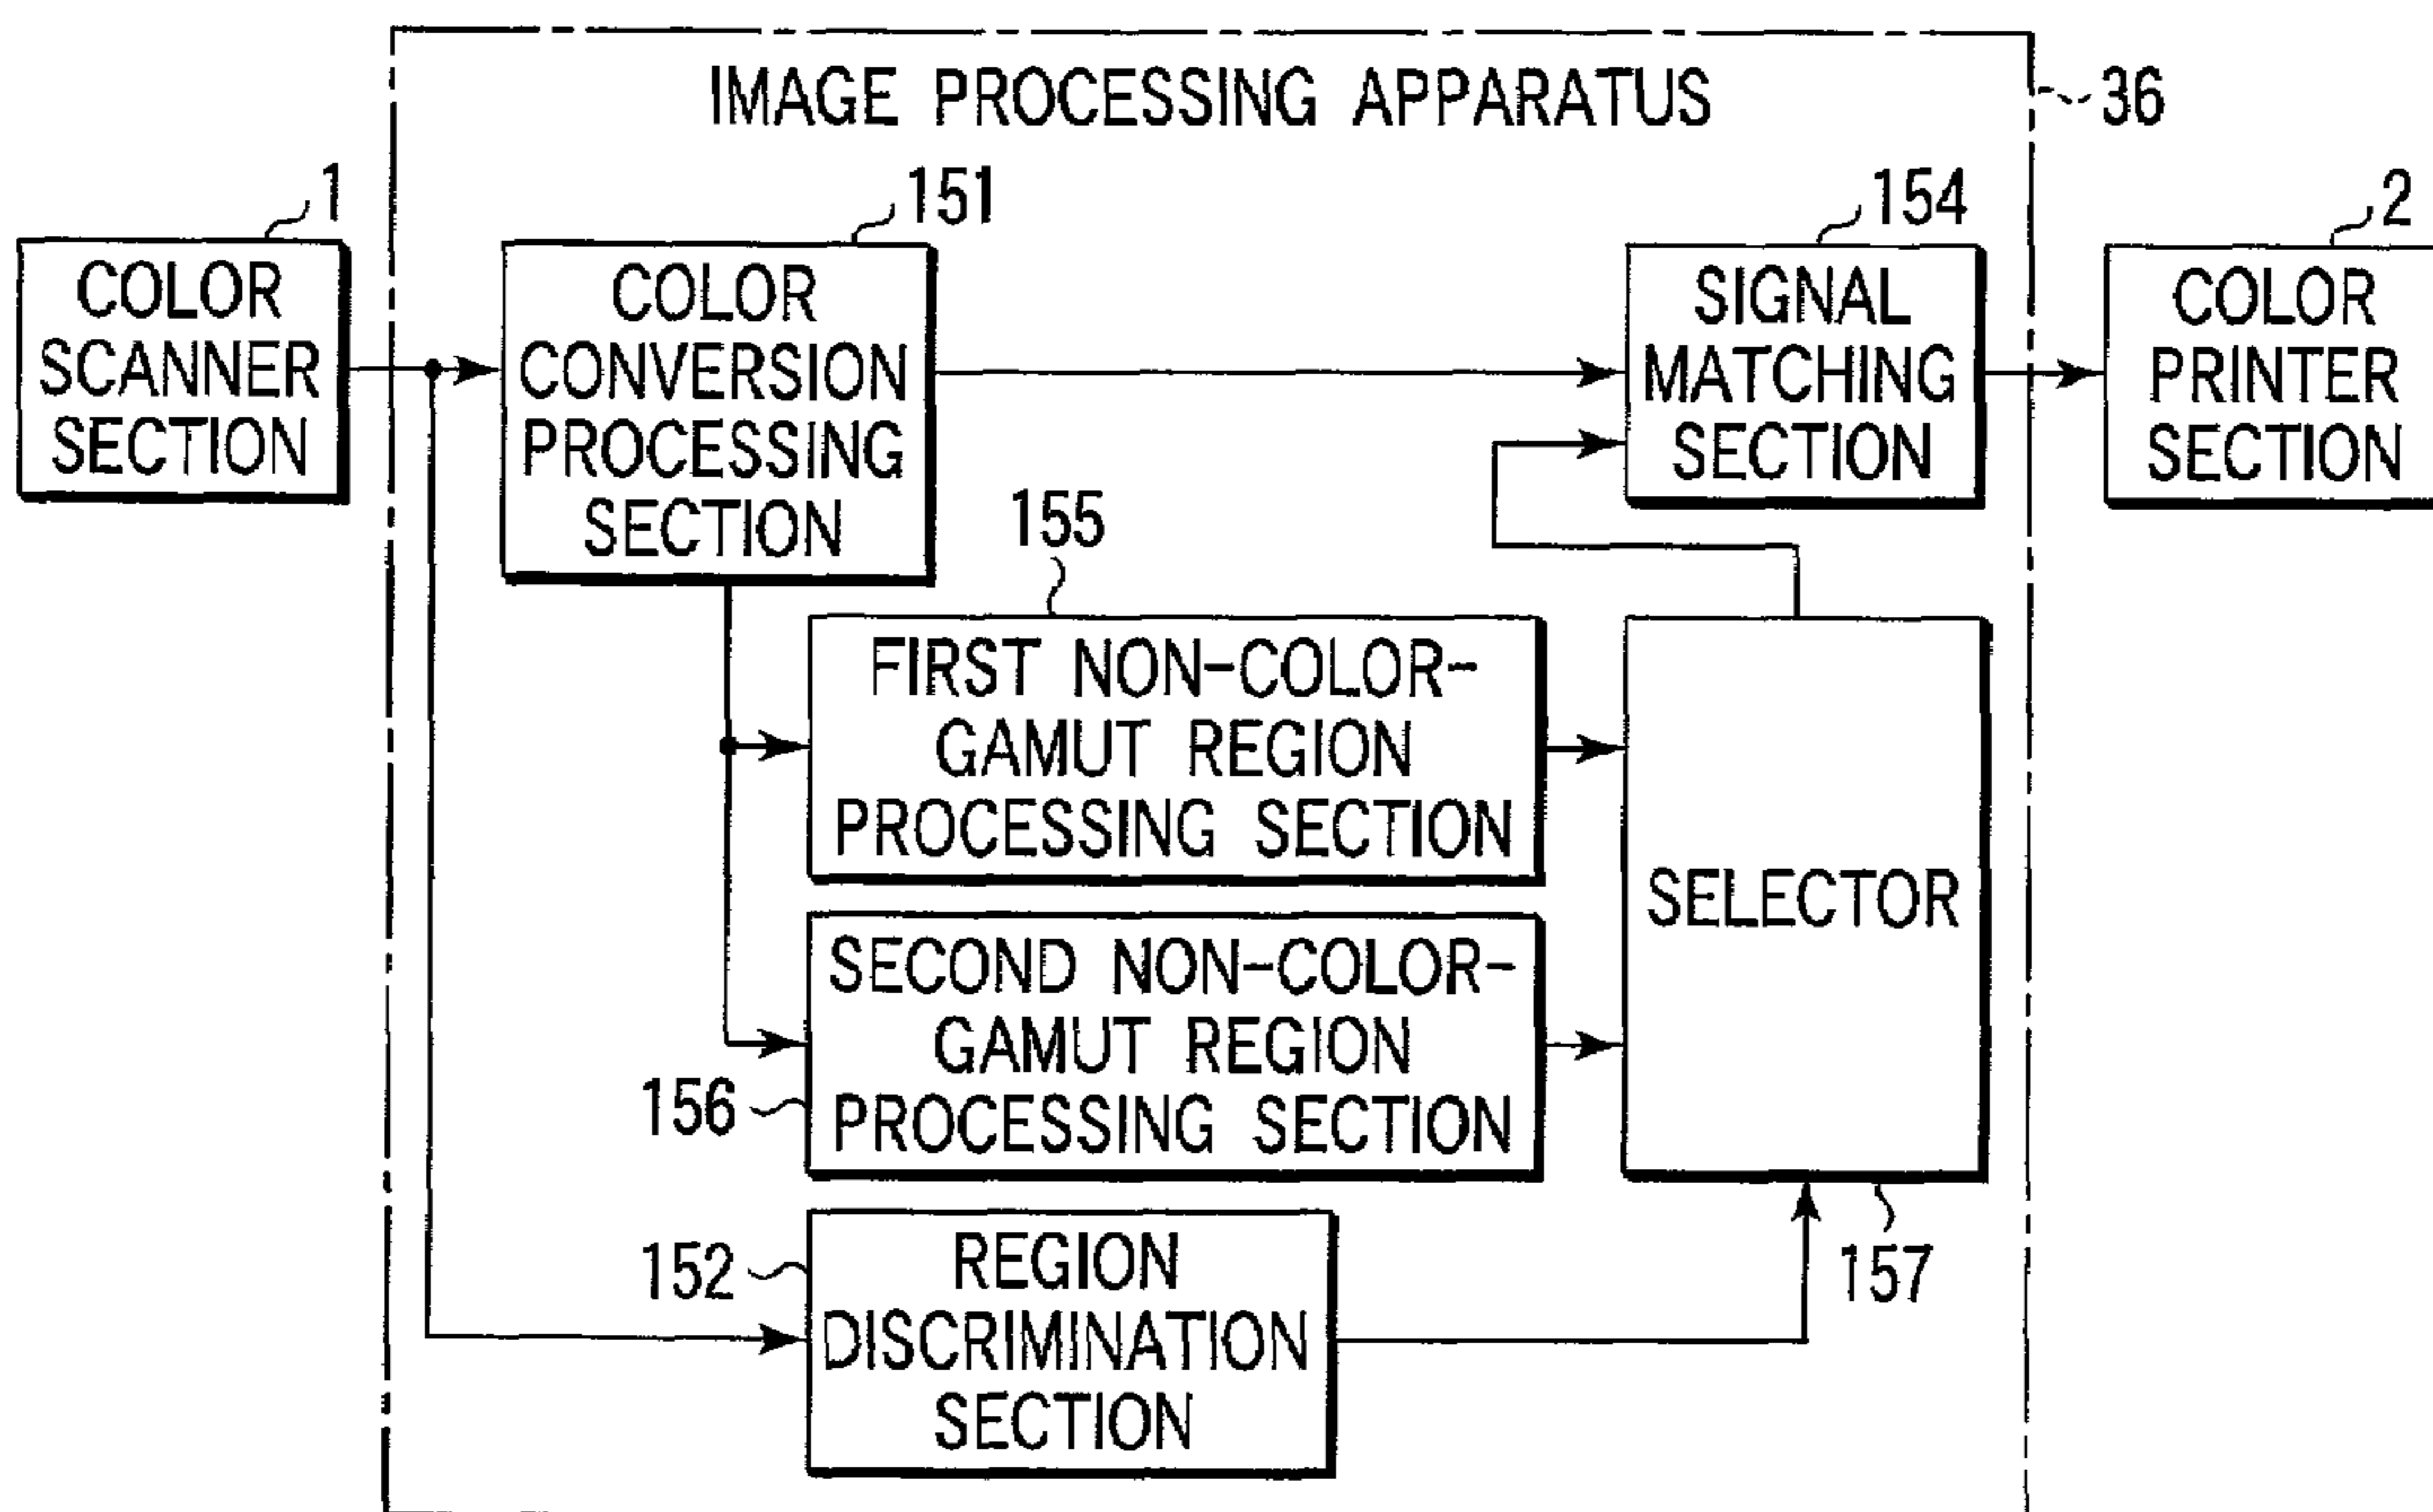 IMAGE PROCESSING APPARATUS
36
1
151
154
2
COLOR
SCANNER
SECTION
COLOR
CONVERSION
PROCESSING
SECTION
SIGNAL
MATCHING
SECTION
COLOR
PRINTER
SECTION
155
FIRST NON-COLOR-
GAMUT REGION
PROCESSING SECTION
SELECTOR
SECOND NON-COLOR-
GAMUT REGION
PROCESSING SECTION
156
152
REGION
DISCRIMINATION
SECTION
157